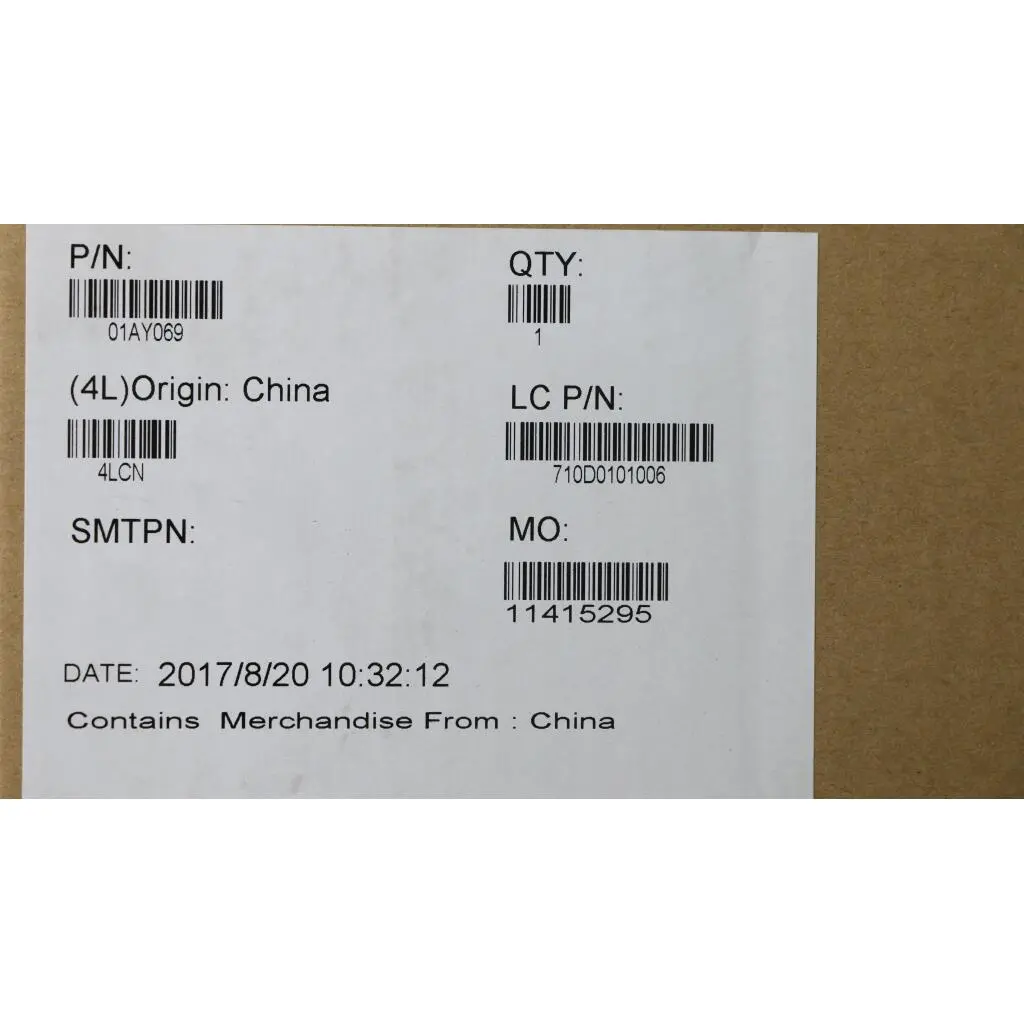 P/N:
01AY069
QTY:
1
(4L)Origin: China
4LCN
LC P/N:
710D0101006
SMTPN:
MO:
11415295
DATE: 2017/8/20 10:32:12
Contains Merchandise From : China